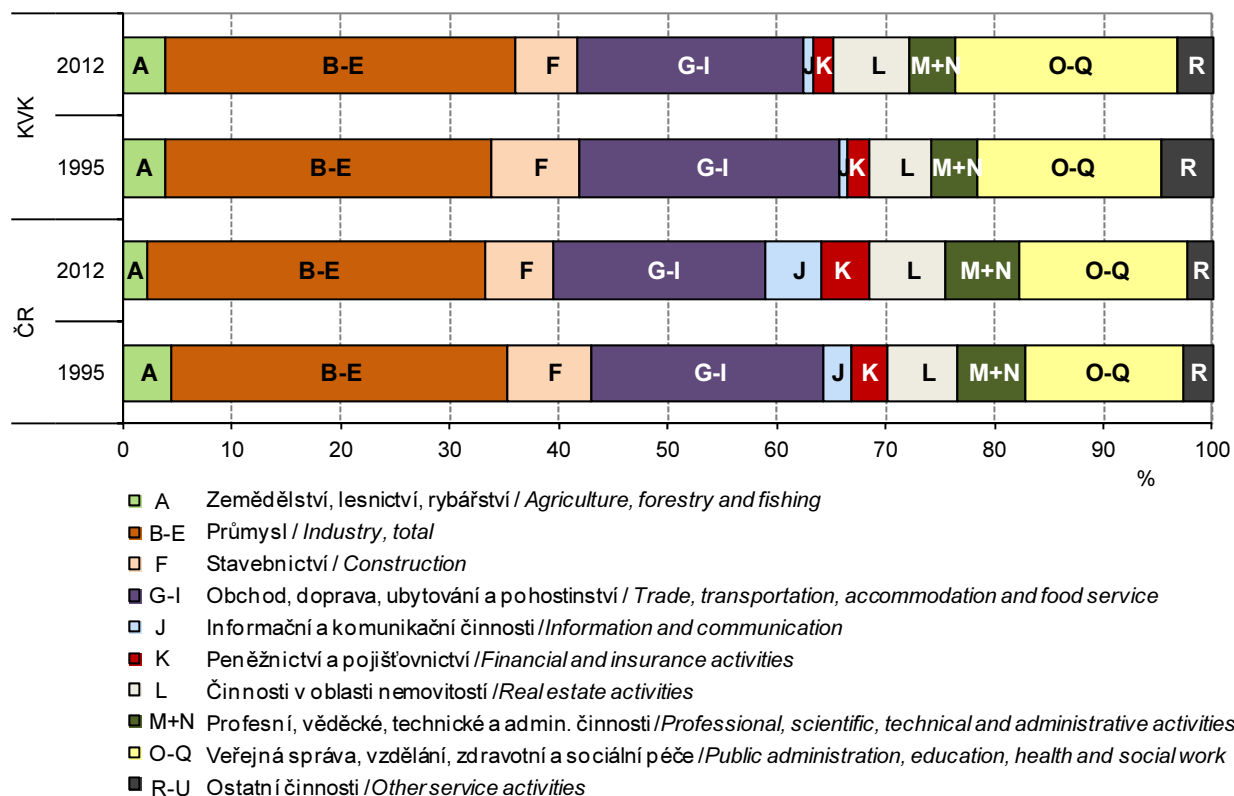 KVK
2012 A B-E F G-I J K L M+N O-Q R
1995 A B-E F G-I J K L M+N O-Q R
ČR
2012 A B-E F G-I J K L M+N O-Q R
1995 A B-E F G-I J K L M+N O-Q R
0 10 20 30 40 50 60 70 80 90 100
%
A Zemědělství, lesnictví, rybářství / Agriculture, forestry and fishing
B-E Průmysl / Industry, total
F Stavebnictví / Construction
G-I Obchod, doprava, ubytování a pohostinství / Trade, transportation, accommodation and food service
J Informační a komunikační činnosti /Information and communication
K Peněžnictví a pojišťovnictví /Financial and insurance activities
L Činnosti v oblasti nemovitostí /Real estate activities
M+N Profesní, věděcké, technické a admin. činnosti /Professional, scientific, technical and administrative activities
O-Q Veřejná správa, vzdělání, zdravotní a sociální péče /Public administration, education, health and social work
R-U Ostatní činnosti /Other service activities